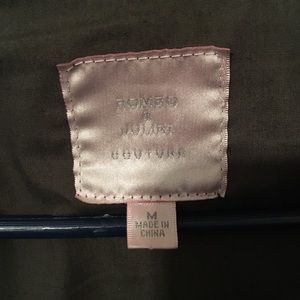 ROMEO
+
JULIET
COUTURE
M
MADE IN
CHINA